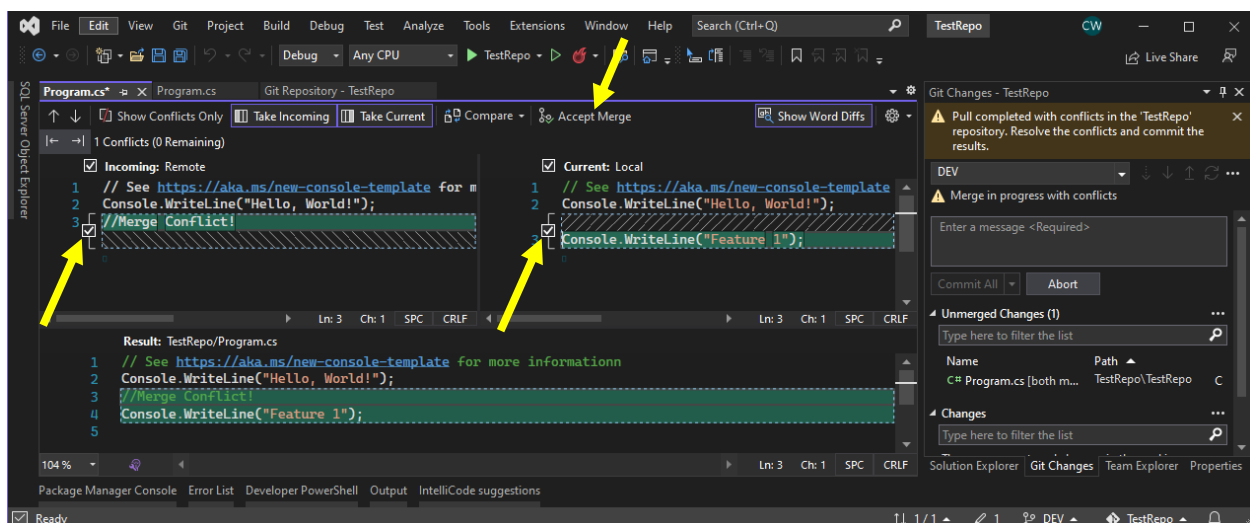 File Edit View Git Project Build Debug Test Analyze Tools Extensions Window Help Search (Ctrl+Q) TestRepo CW
Debug Any CPU TestRepo Live Share
SQL Server Object Explorer
Program.cs* Program.cs Git Repository - TestRepo
Show Conflicts Only Take Incoming Take Current Compare Accept Merge Show Word Diffs
1 Conflicts (0 Remaining)
Incoming: Remote
1 // See https://aka.ms/new-console-template for m
2 Console.WriteLine("Hello, World!");
3 //Merge Conflict!
Ln: 3 Ch: 1 SPC CRLF
Current: Local
1 // See https://aka.ms/new-console-template
2 Console.WriteLine("Hello, World!");
3 Console.WriteLine("Feature 1");
Ln: 3 Ch: 1 SPC CRLF
Result: TestRepo/Program.cs
1 // See https://aka.ms/new-console-template for more informationn
2 Console.WriteLine("Hello, World!");
3 //Merge Conflict!
4 Console.WriteLine("Feature 1");
5
104 % Ln: 3 Ch: 1 SPC CRLF
Package Manager Console Error List Developer PowerShell Output IntelliCode suggestions
Git Changes - TestRepo
Pull completed with conflicts in the 'TestRepo'
repository. Resolve the conflicts and commit the
results.
DEV
Merge in progress with conflicts
Enter a message <Required>
Commit All Abort
Unmerged Changes (1)
Type here to filter the list
Name Path
C# Program.cs [both m... TestRepo\TestRepo C
Changes
Type here to filter the list
Solution Explorer Git Changes Team Explorer Properties
Ready 1 / 1 1 DEV TestRepo